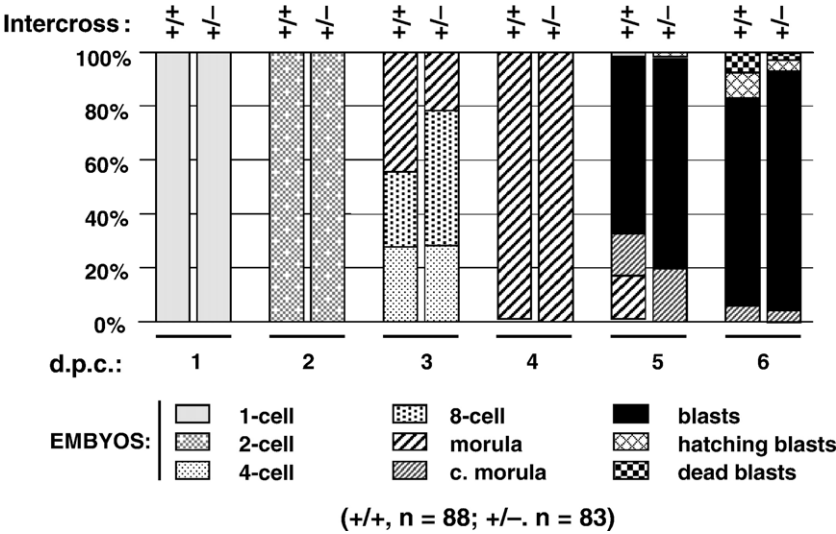 Intercross: +/+ +/– +/+ +/– +/+ +/– +/+ +/– +/+ +/– +/+ +/–
100%
80%
60%
40%
20%
0%
d.p.c.: 1 2 3 4 5 6
1-cell 8-cell blasts
EMBYOS: 2-cell morula hatching blasts
4-cell c. morula dead blasts
(+/+, n = 88; +/–. n = 83)